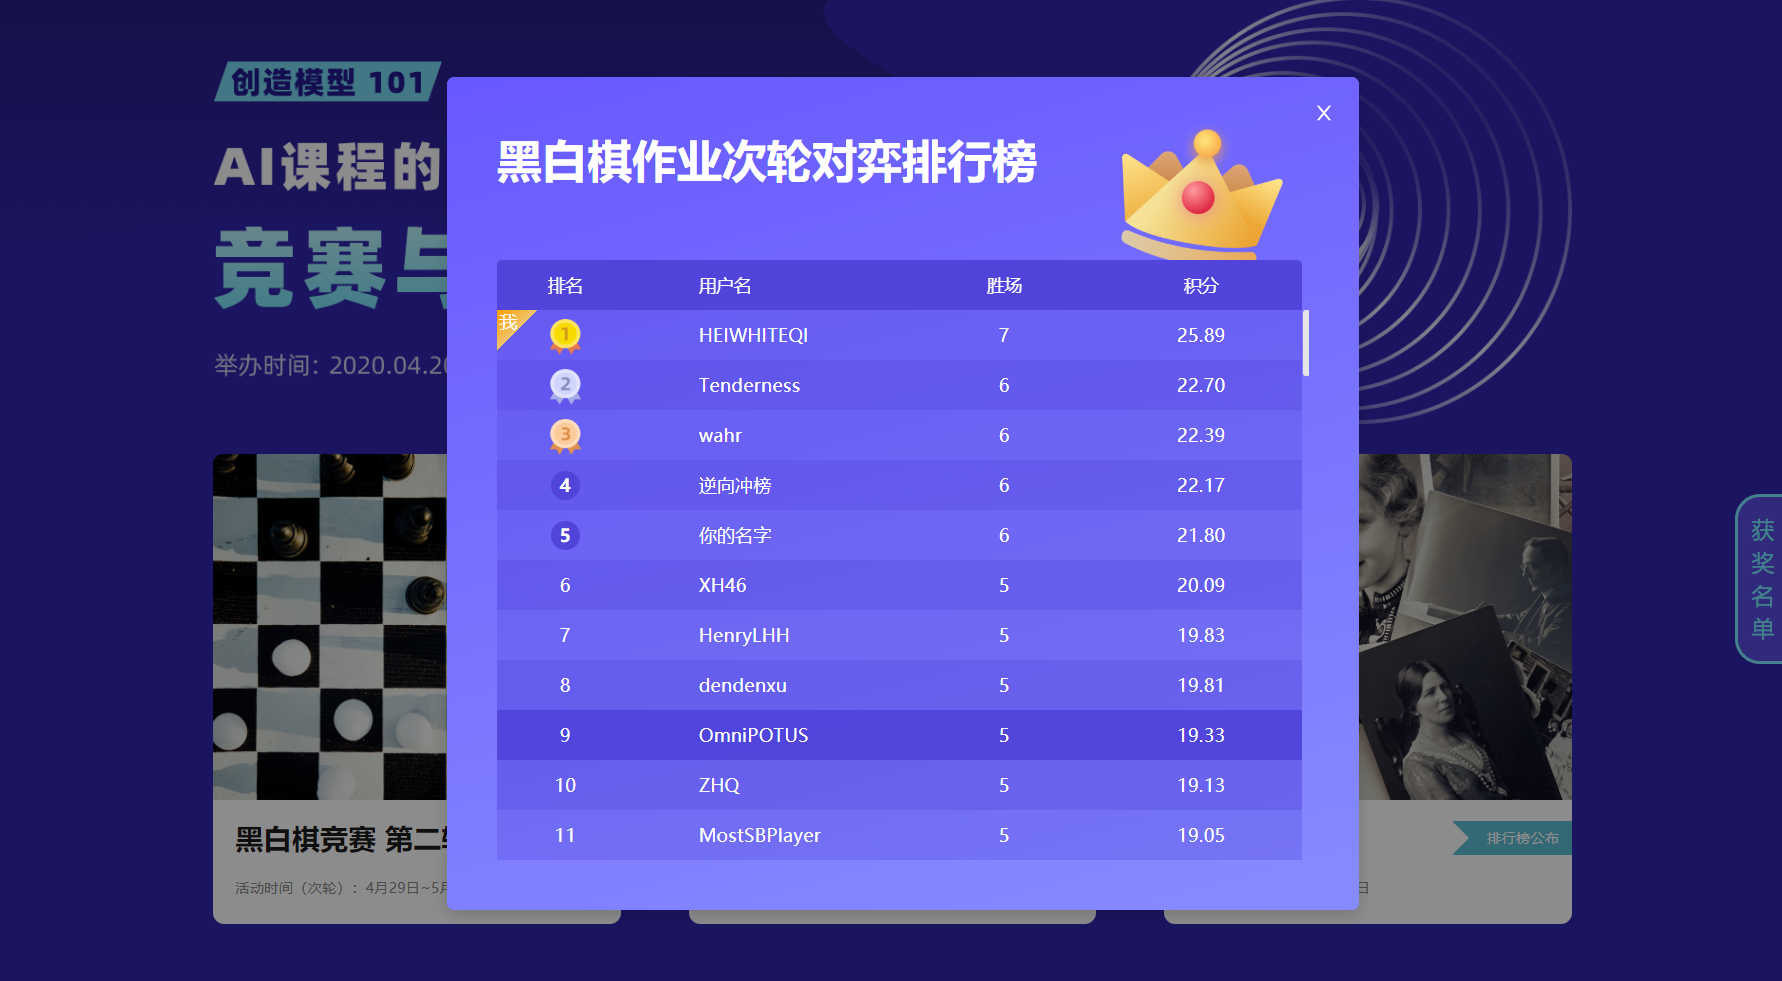 创造模型 101
AI课程的
竞赛与
举办时间: 2020.04.20
X
黑白棋作业次轮对弈排行榜
排名 用户名 胜场 积分
我 1 HEIWHITEQI 7 25.89
2 Tenderness 6 22.70
3 wahr 6 22.39
4 逆向冲榜 6 22.17
5 你的名字 6 21.80
6 XH46 5 20.09
7 HenryLHH 5 19.83
8 dendenxu 5 19.81
9 OmniPOTUS 5 19.33
10 ZHQ 5 19.13
11 MostSBPlayer 5 19.05
获奖名单
黑白棋竞赛 第二
活动时间（次轮）: 4月29日~5
排行榜公布
日